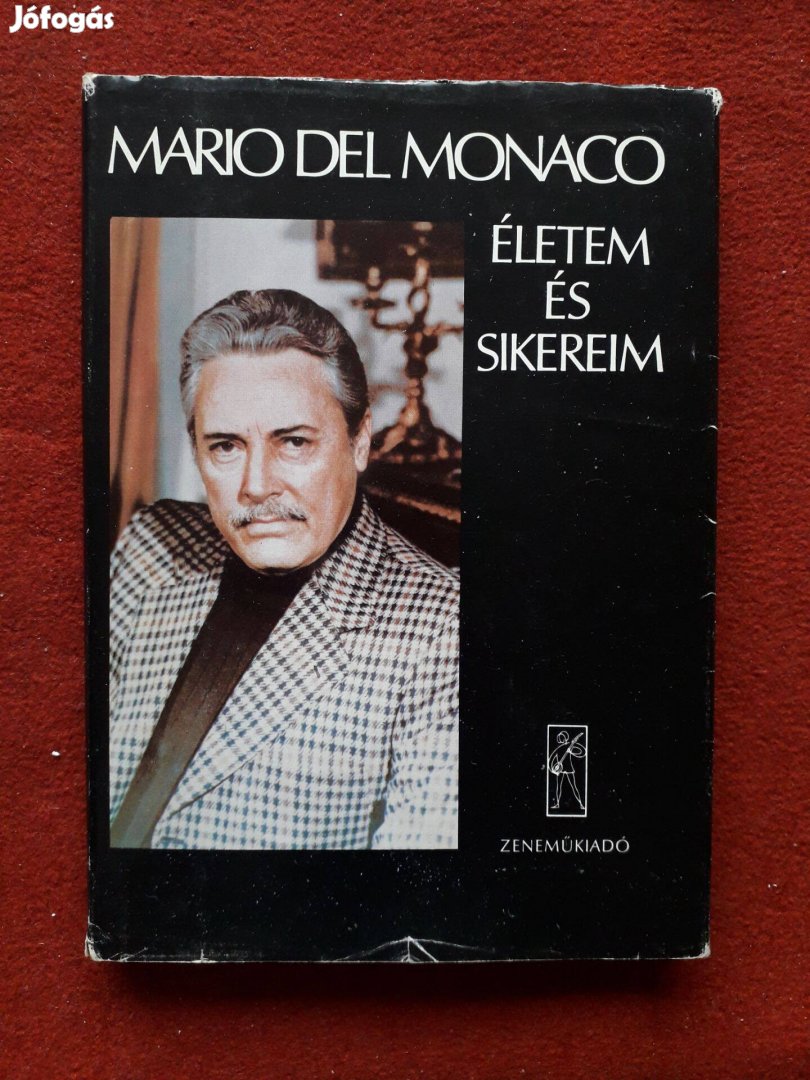 Jófogás
MARIO DEL MONACO
ÉLETEM
ÉS
SIKEREIM
ZENEMŰKIADÓ